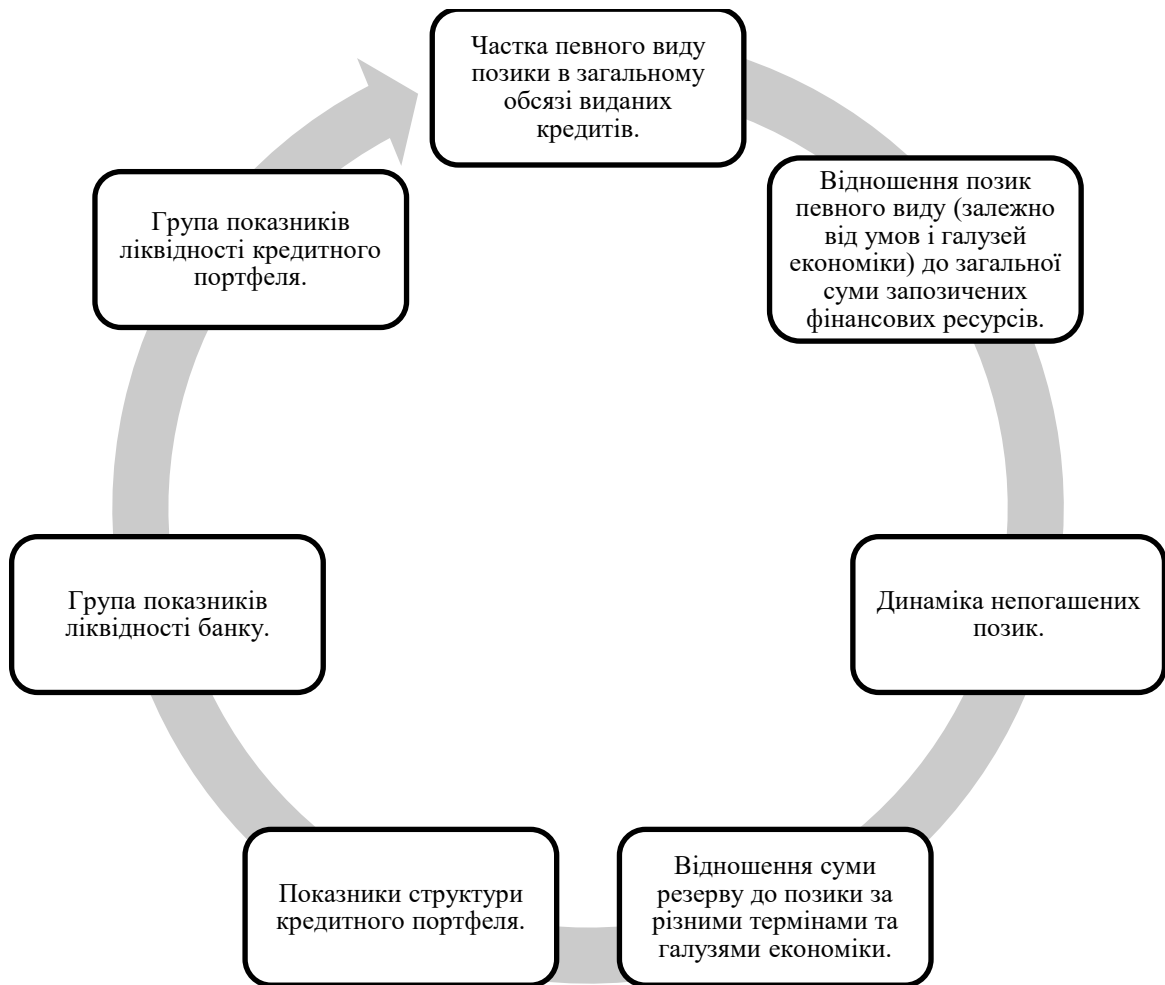 Частка певного виду
позики в загальному
обсязі виданих
кредитів.
Відношення позик
певного виду (залежно
від умов і галузей
економіки) до загальної
суми запозичених
фінансових ресурсів.
Динаміка непогашених
позик.
Відношення суми
резерву до позики за
різними термінами та
галузями економіки.
Показники структури
кредитного портфеля.
Група показників
ліквідності банку.
Група показників
ліквідності кредитного
портфеля.